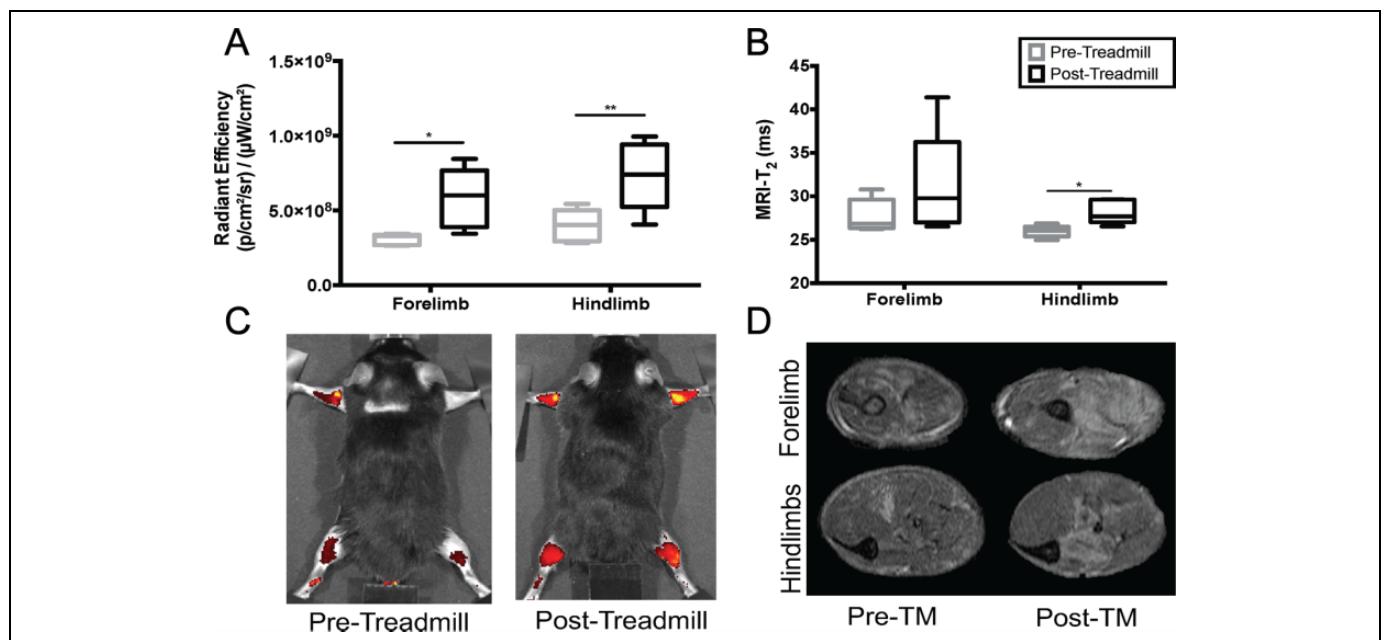 A
Radiant Efficiency
(p/cm²/sr) / (µW/cm²)
1.5×10⁹
1.0×10⁹
5.0×10⁸
0.0
*
**
Forelimb
Hindlimb
B
Pre-Treadmill
Post-Treadmill
MRI-T₂ (ms)
45
40
35
30
25
20
*
Forelimb
Hindlimb
C
Pre-Treadmill
Post-Treadmill
D
Forelimb
Hindlimbs
Pre-TM
Post-TM